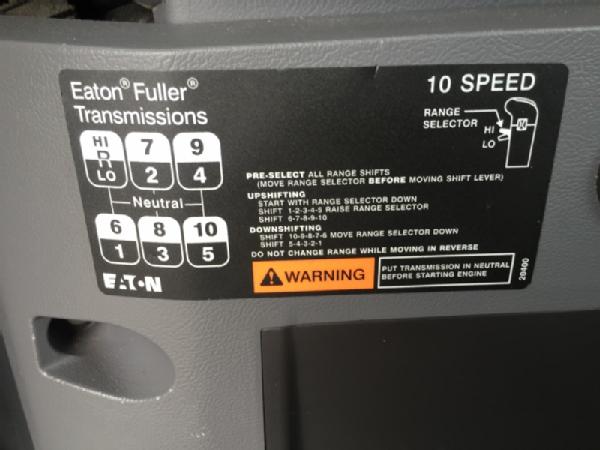 Eaton® Fuller®
Transmissions
10 SPEED
RANGE
SELECTOR
HI
LO
HI
R
LO
7
2
9
4
Neutral
6
1
8
3
10
5
EATON
PRE-SELECT ALL RANGE SHIFTS
(MOVE RANGE SELECTOR BEFORE MOVING SHIFT LEVER)
UPSHIFTING
START WITH RANGE SELECTOR DOWN
SHIFT 1-2-3-4-5 RAISE RANGE SELECTOR
SHIFT 6-7-8-9-10
DOWNSHIFTING
SHIFT 10-9-8-7-6 MOVE RANGE SELECTOR DOWN
SHIFT 5-4-3-2-1
DO NOT CHANGE RANGE WHILE MOVING IN REVERSE
WARNING
PUT TRANSMISSION IN NEUTRAL
BEFORE STARTING ENGINE
20400